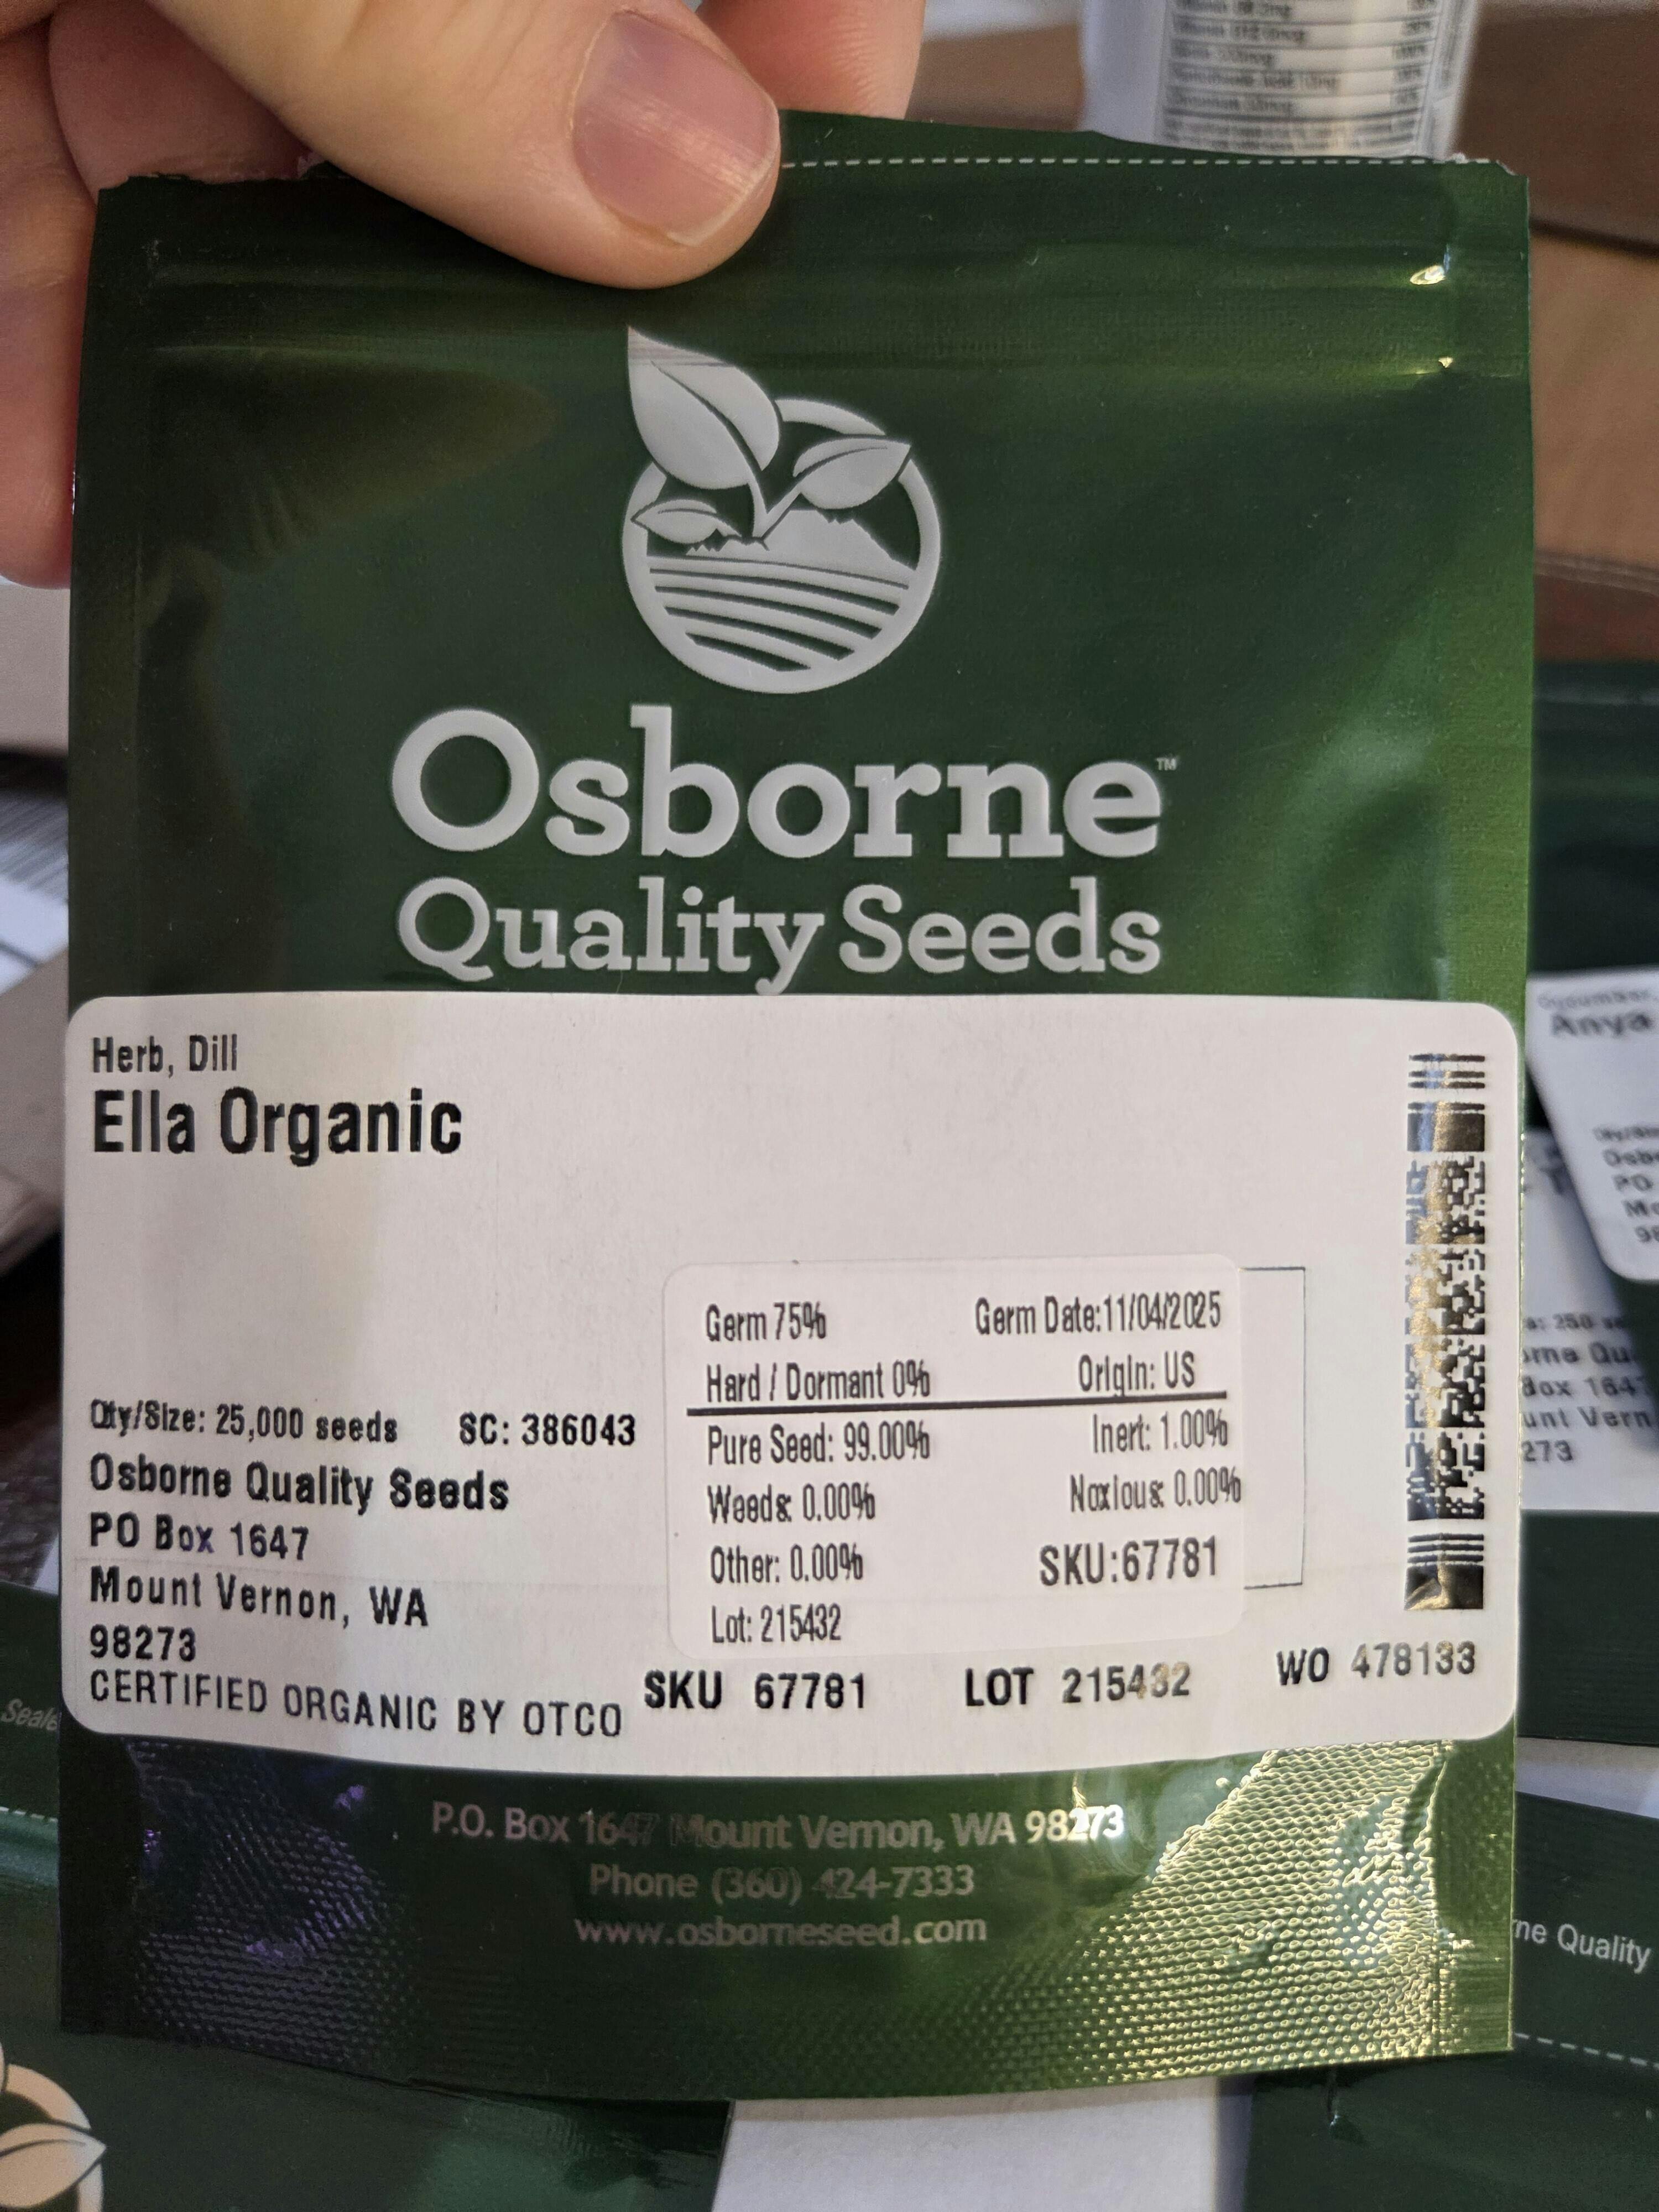 Osborne™
Quality Seeds
Herb, Dill
Ella Organic
Germ 75% Germ Date:11/04/2025
Hard / Dormant 0% Origin: US
Pure Seed: 99.00% Inert: 1.00%
Weeds: 0.00% Noxious: 0.00%
Other: 0.00% SKU:67781
Lot: 215432
Qty/Size: 25,000 seeds SC: 386043
Osborne Quality Seeds
PO Box 1647
Mount Vernon, WA
98273
CERTIFIED ORGANIC BY OTCO
SKU 67781 LOT 215432 WO 478133
P.O. Box 1647 Mount Vernon, WA 98273
Phone (360) 424-7333
www.osborneseed.com
Anya
PO
273
Quality